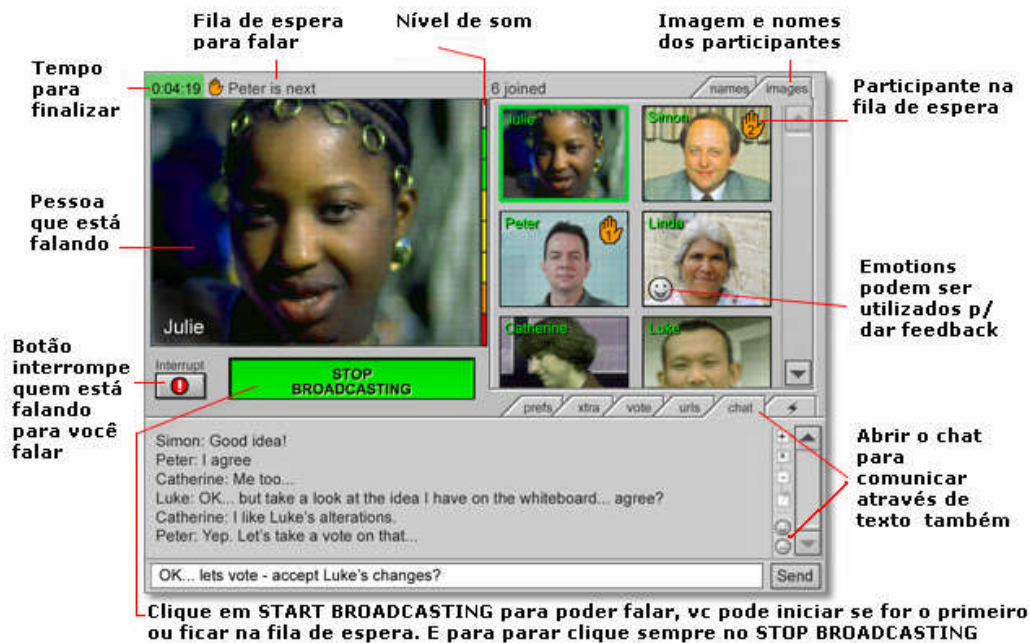 Fila de espera
para falar
Nível de som
Imagem e nomes
dos participantes
Tempo
para
finalizar
0:04:19 Peter is next
6 joined
names
images
Participante na
fila de espera
Julie
Simon
2
Pessoa
que está
falando
Peter
1
Linda
Emotions
podem ser
utilizados p/
dar feedback
Julie
Catherine
Luke
Botão
interrompe
quem está
falando
para você
falar
Interrupt
STOP
BROADCASTING
prefs
xtra
vote
urls
chat
Simon: Good idea!
Peter: I agree
Catherine: Me too...
Luke: OK... but take a look at the idea I have on the whiteboard... agree?
Catherine: I like Luke's alterations.
Peter: Yep. Let's take a vote on that...
Abrir o chat
para
comunicar
através de
texto também
OK... lets vote - accept Luke's changes?
Send
Clique em START BROADCASTING para poder falar, vc pode iniciar se for o primeiro
ou ficar na fila de espera. E para parar clique sempre no STOP BROADCASTING